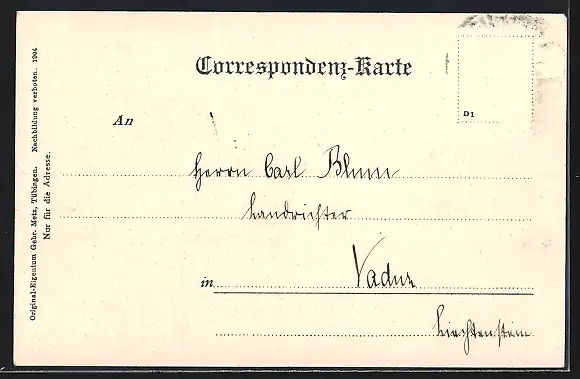 Correspondenz-Karte
D1
An
Herrn Carl Blum
Landrichter
in Vaduz
Liechtenstein
Original-Eigentum Gebr. Metz, Tübingen. Nachbildung verboten. 1904
Nur für die Adresse.